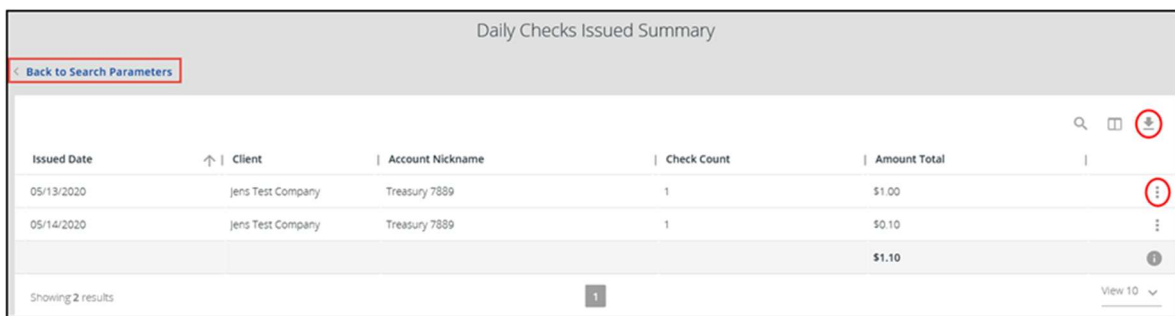 Daily Checks Issued Summary
< Back to Search Parameters
Issued Date Client Account Nickname Check Count Amount Total
05/13/2020 Jens Test Company Treasury 7889 1 $1.00
05/14/2020 Jens Test Company Treasury 7889 1 $0.10
$1.10
Showing 2 results 1 View 10